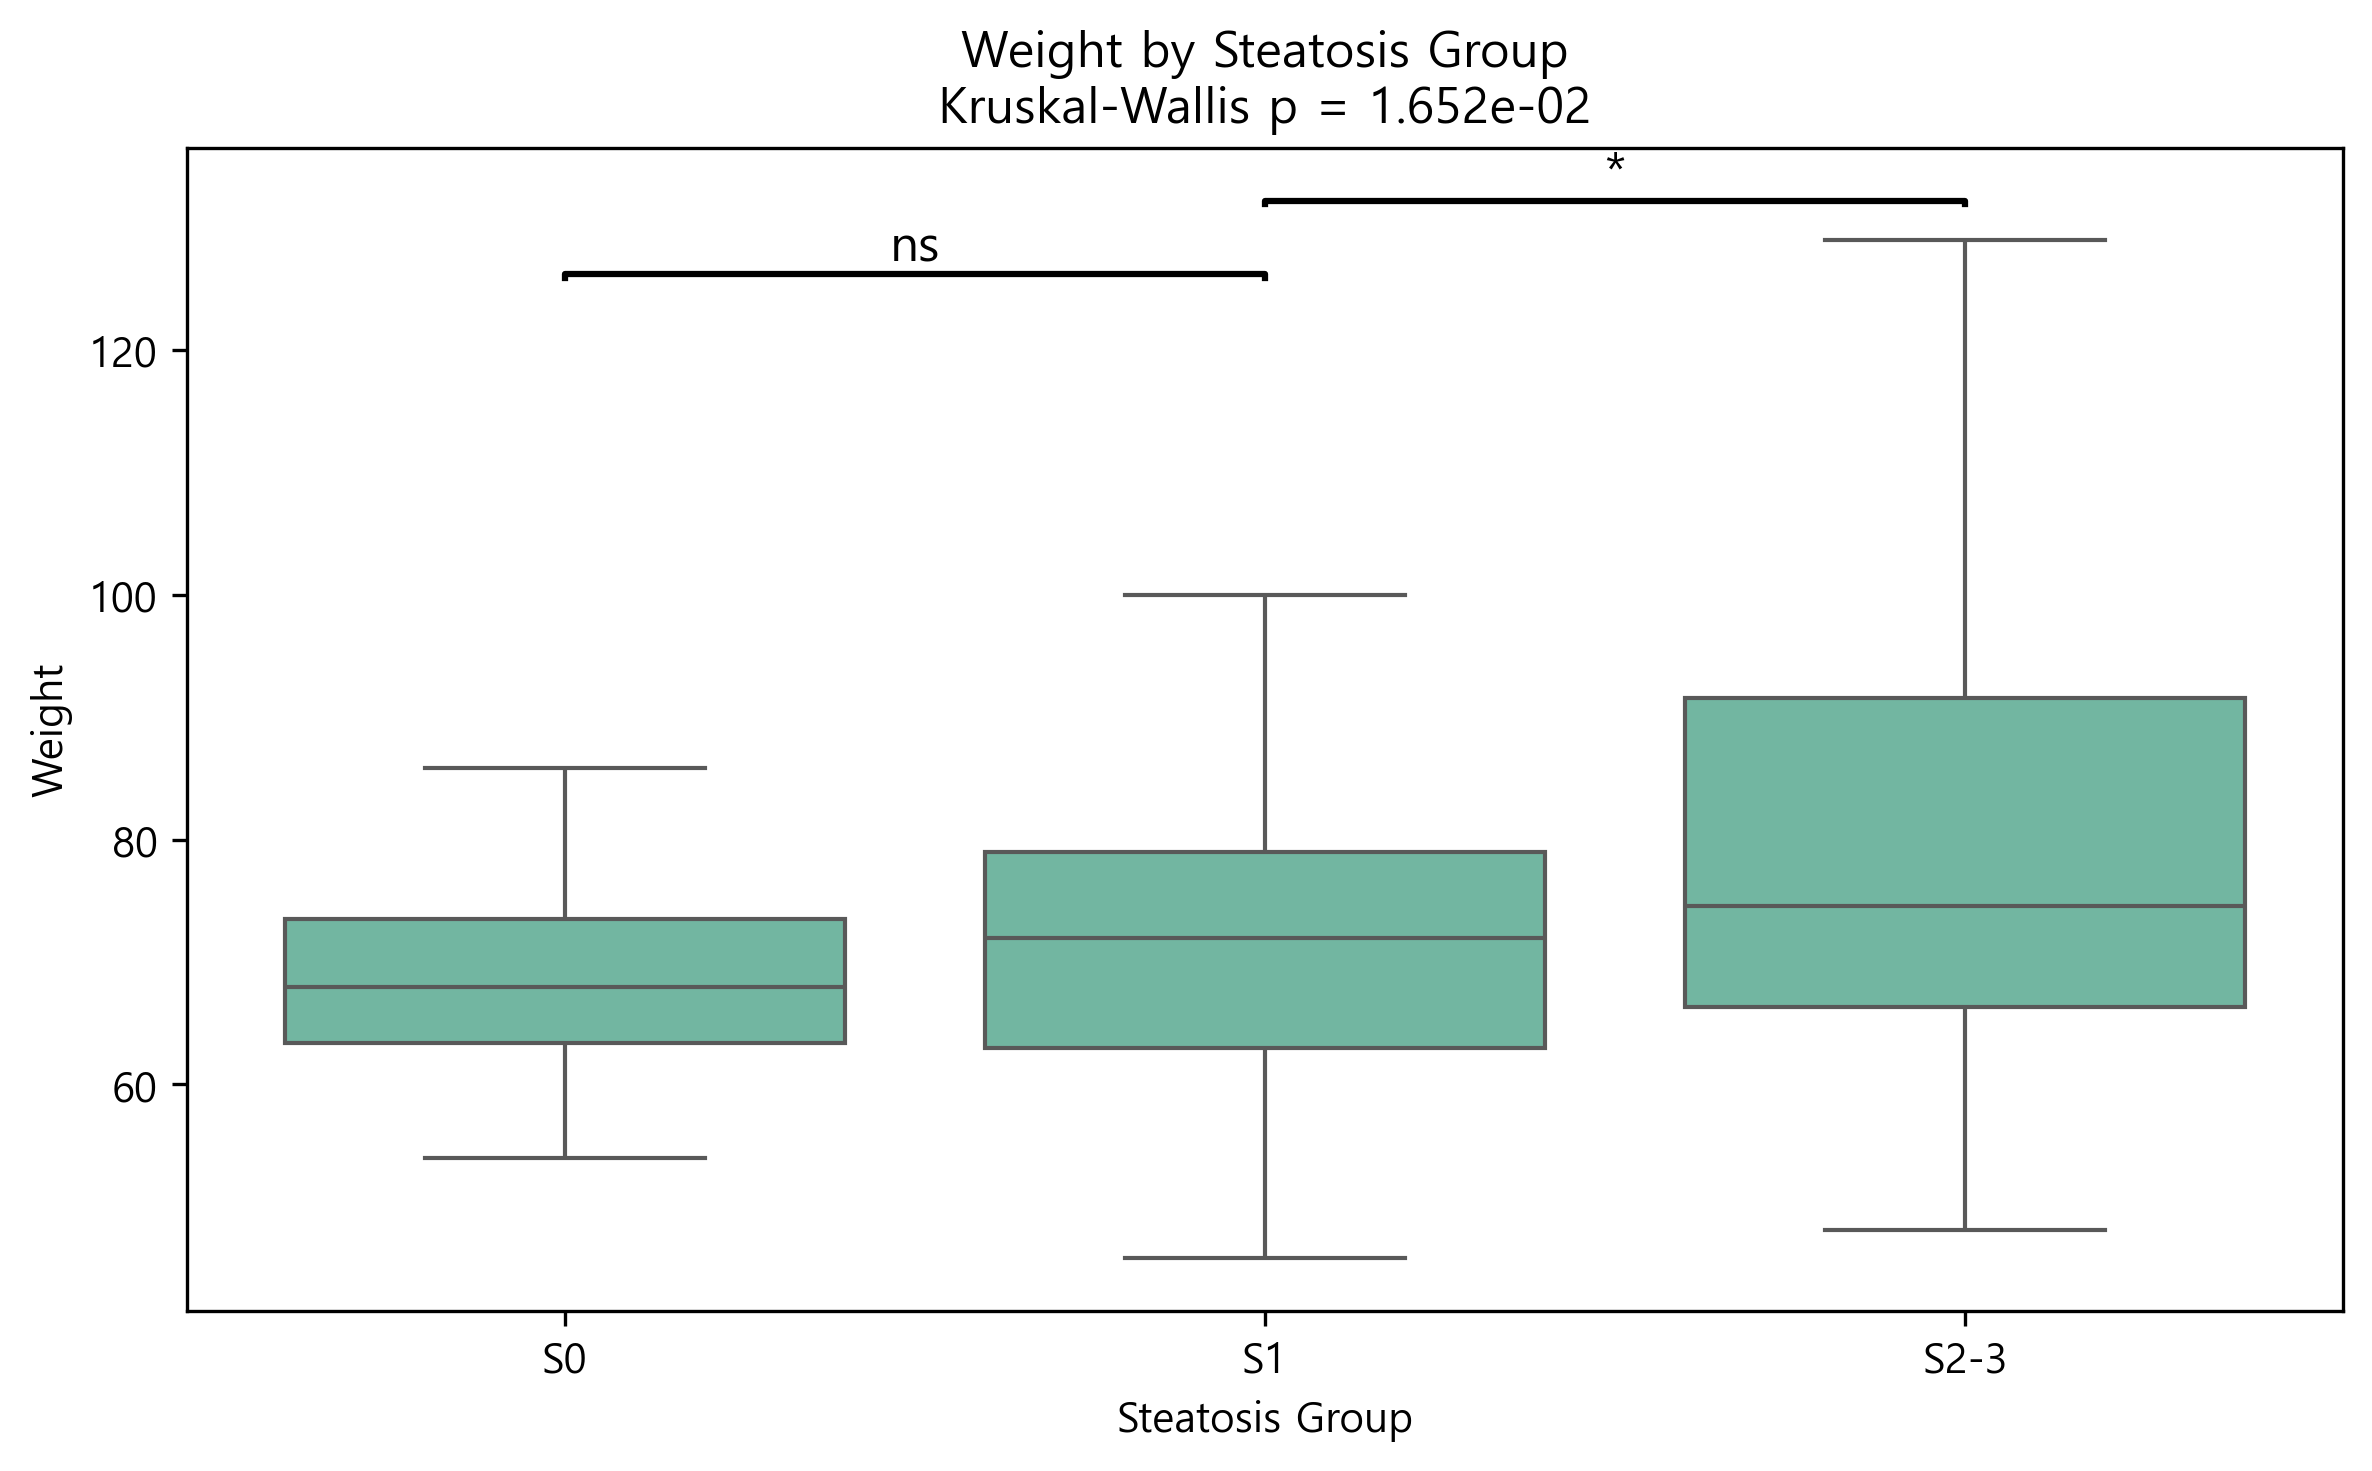 Weight by Steatosis Group
Kruskal-Wallis p = 1.652e-02
*
ns
120
100
80
60
Weight
S0
S1
S2-3
Steatosis Group